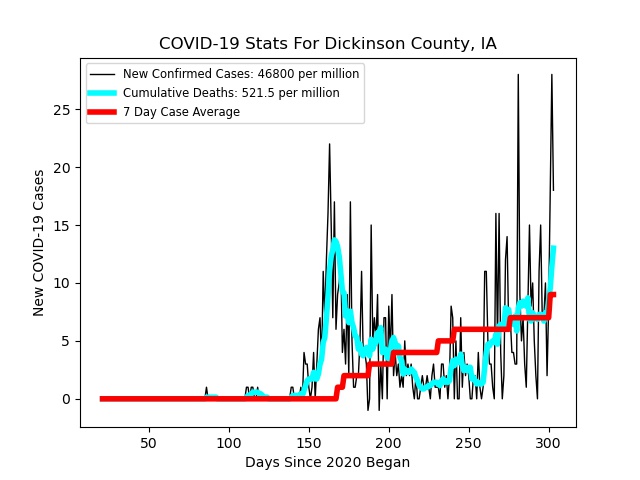 COVID-19 Stats For Dickinson County, IA
New Confirmed Cases: 46800 per million
Cumulative Deaths: 521.5 per million
7 Day Case Average
New COVID-19 Cases
25
20
15
10
5
0
50 100 150 200 250 300
Days Since 2020 Began